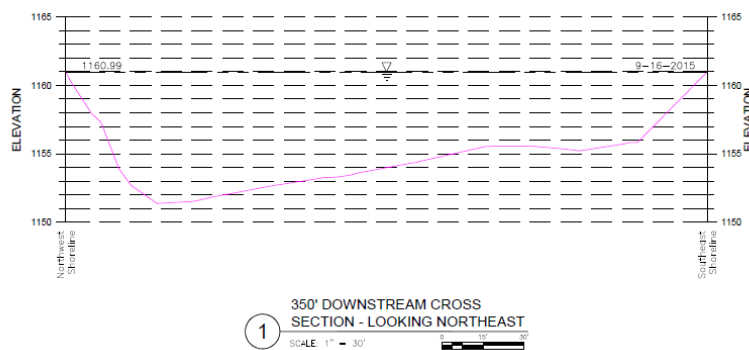 1165
1165
1160.99
9-16-2015
1160
1160
ELEVATION
ELEVATION
1155
1155
1150
1150
Northwest
Shoreline
Southeast
Shoreline
350' DOWNSTREAM CROSS
SECTION - LOOKING NORTHEAST
1
SCALE: 1" = 30'
0 15' 30'